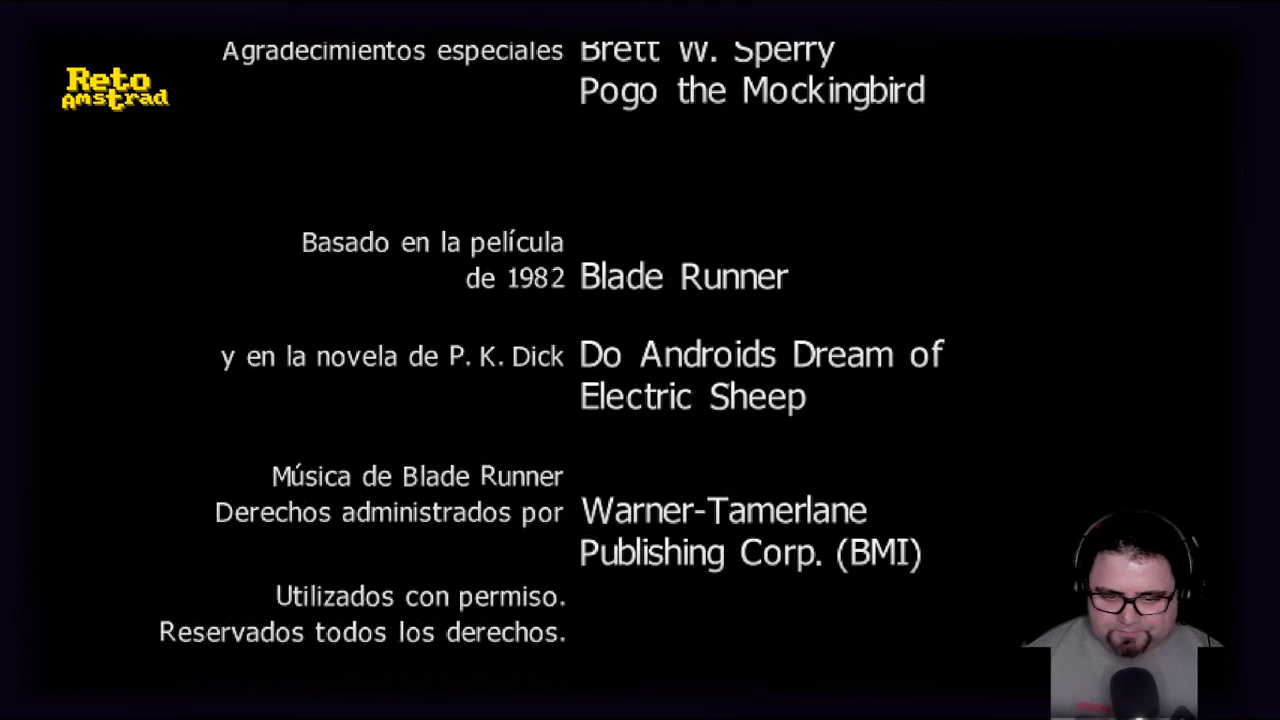 Agradecimientos especiales Brett W. Sperry
Pogo the Mockingbird
Reto
Amstrad
Basado en la película
de 1982 Blade Runner
y en la novela de P. K. Dick Do Androids Dream of
Electric Sheep
Música de Blade Runner
Derechos administrados por Warner-Tamerlane
Publishing Corp. (BMI)
Utilizados con permiso.
Reservados todos los derechos.